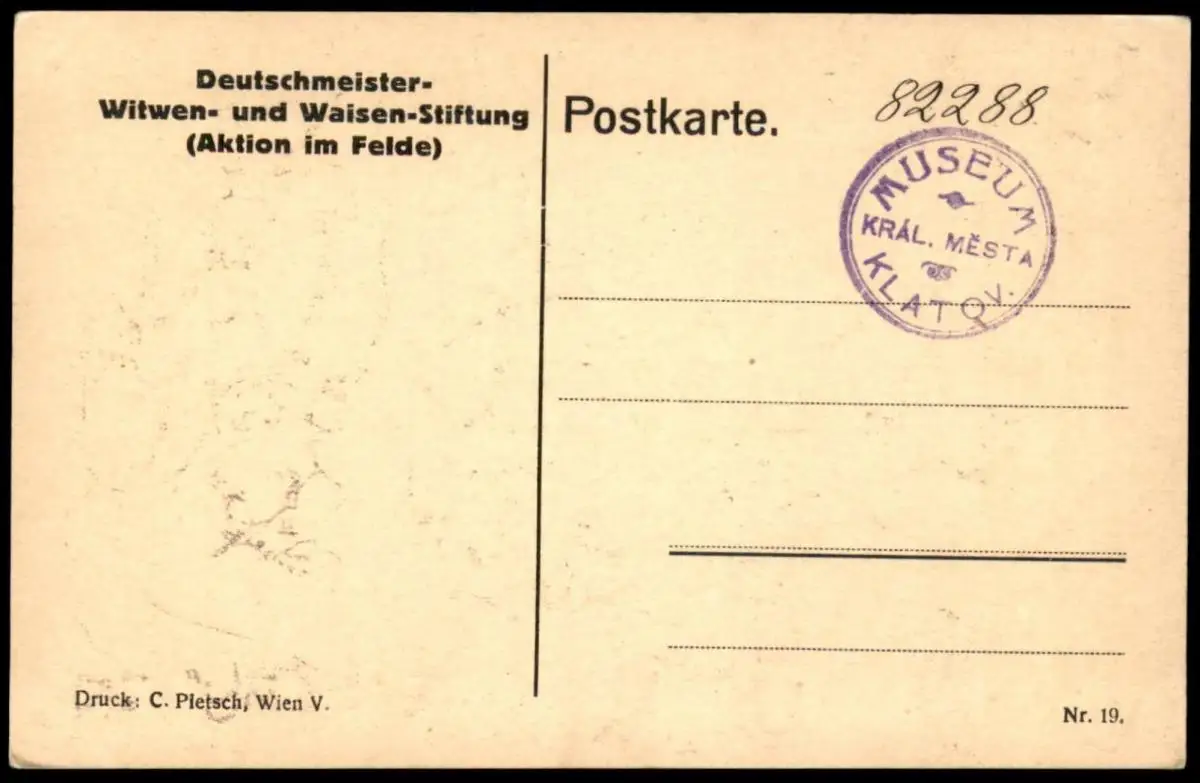 Deutschmeister-
Witwen- und Waisen-Stiftung
(Aktion im Felde)
Postkarte.
82288
MUSEUM
KRÁL. MĚSTA
KLATOV.
Druck: C. Pietsch, Wien V.
Nr. 19.